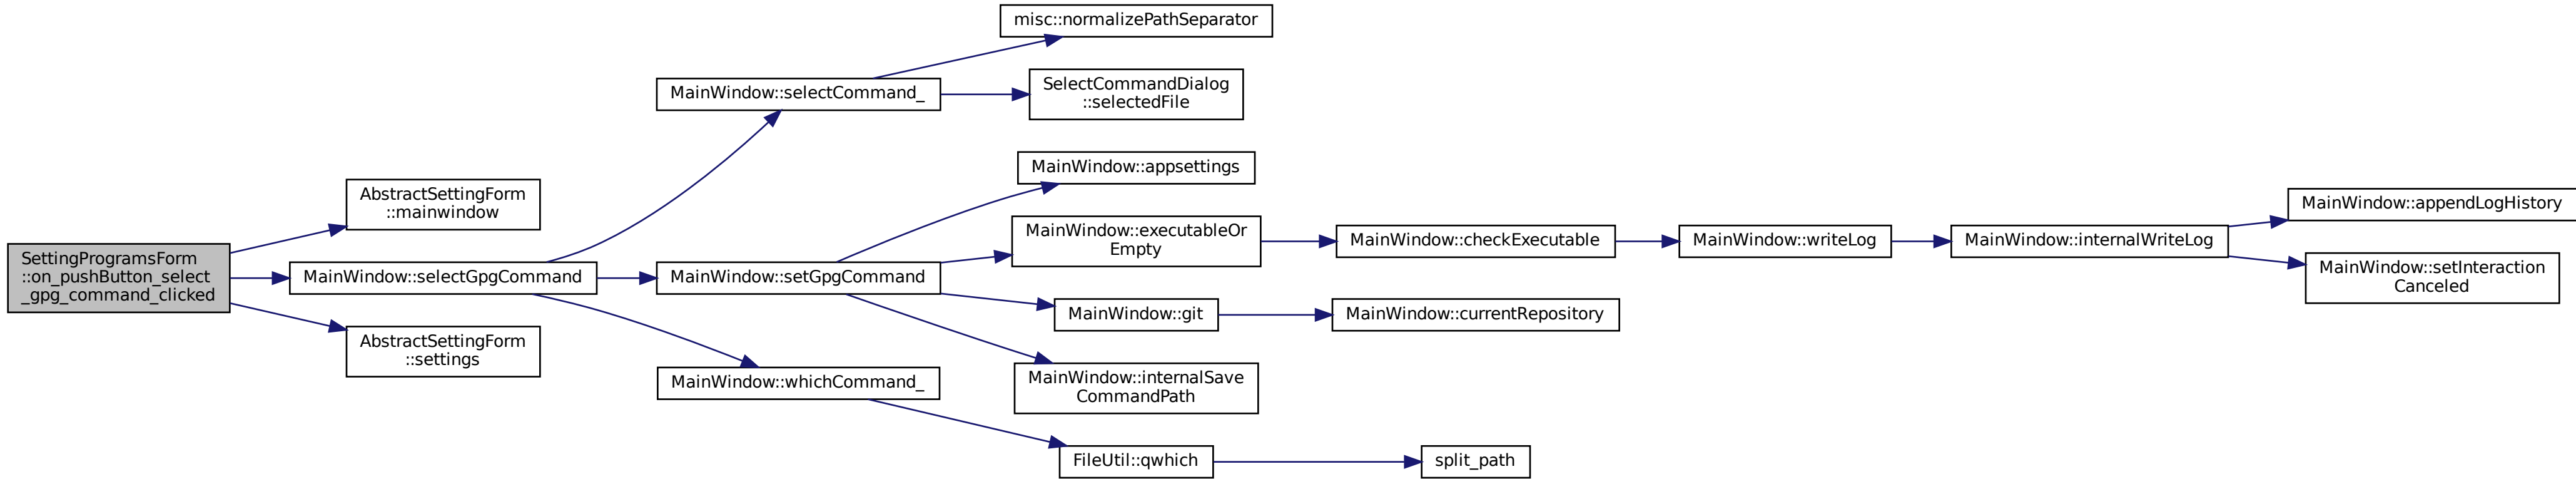 SettingProgramsForm
::on_pushButton_select
_gpg_command_clicked
AbstractSettingForm
::mainwindow
MainWindow::selectGpgCommand
AbstractSettingForm
::settings
MainWindow::selectCommand_
MainWindow::setGpgCommand
MainWindow::whichCommand_
misc::normalizePathSeparator
SelectCommandDialog
::selectedFile
MainWindow::appsettings
MainWindow::executableOr
Empty
MainWindow::git
MainWindow::internalSave
CommandPath
FileUtil::qwhich
MainWindow::checkExecutable
MainWindow::currentRepository
split_path
MainWindow::writeLog
MainWindow::internalWriteLog
MainWindow::appendLogHistory
MainWindow::setInteraction
Canceled